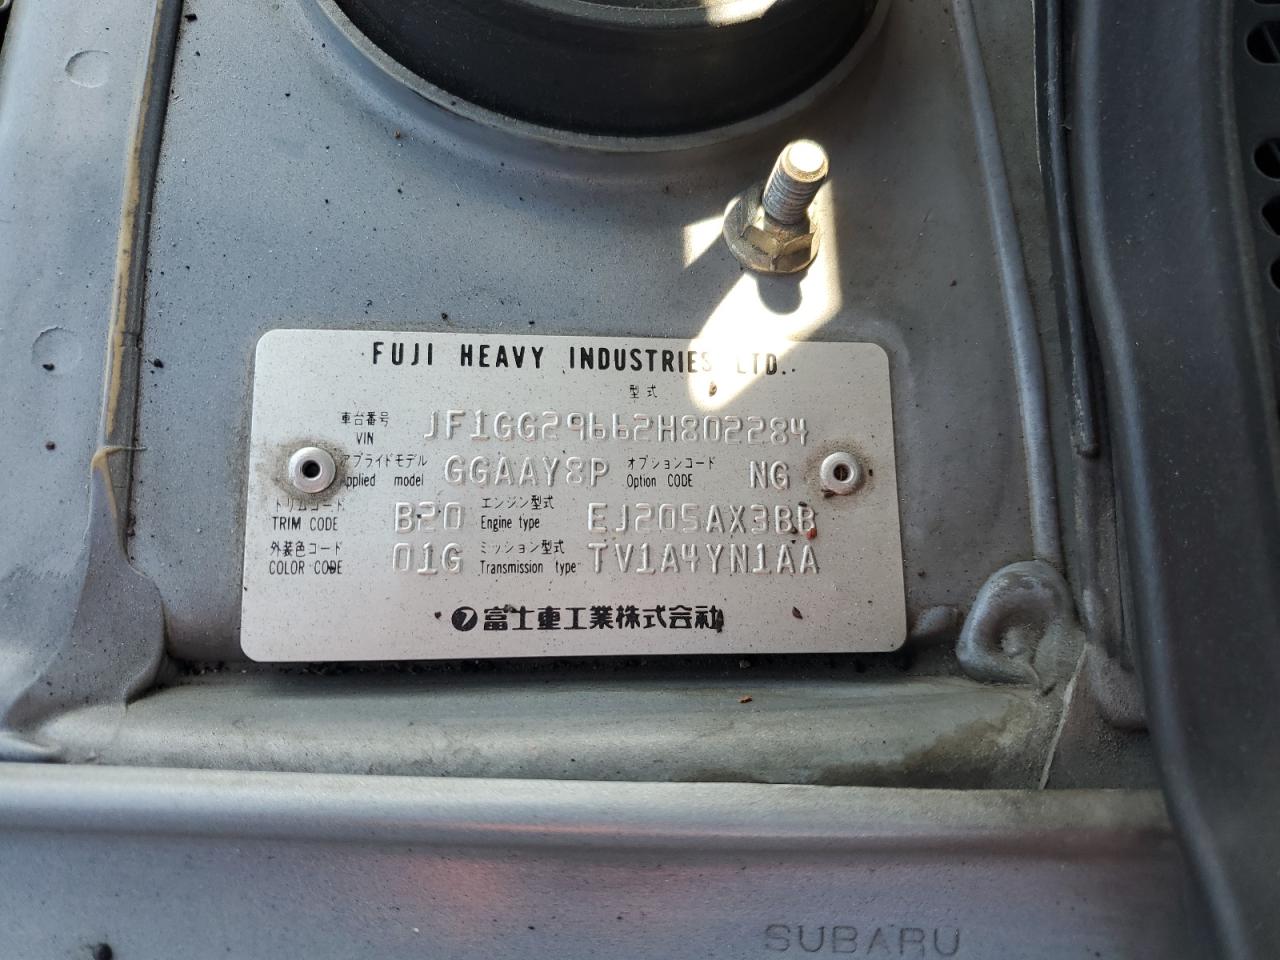 FUJI HEAVY INDUSTRIES LTD.
型式
車台番号
VIN JF1GG29662H802284
アプライドモデル GGAAY8P オプションコード NG
Applied model Option CODE
トリムコード B20 エンジン型式 EJ205AX3BB
TRIM CODE Engine type
外装色コード 01G ミッション型式 TV1A4YN1AA
COLOR CODE Transmission type
富士重工業株式会社
SUBARU